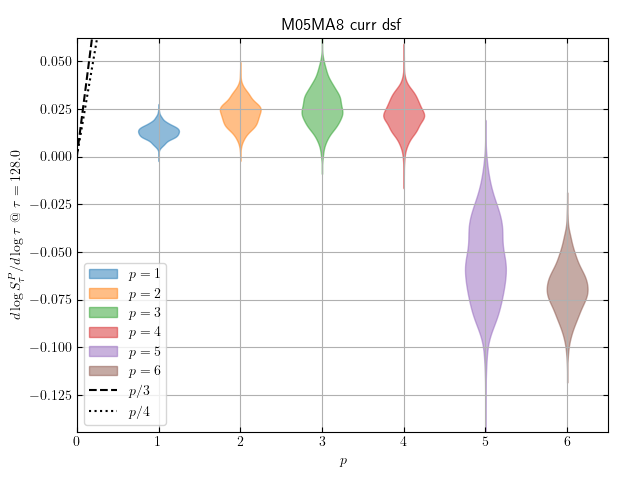 M05MA8 curr dsf
0.050
0.025
0.000
−0.025
−0.050
−0.075
−0.100
−0.125
d log S_τ^P / d log τ @ τ = 128.0
p = 1
p = 2
p = 3
p = 4
p = 5
p = 6
p/3
p/4
0 1 2 3 4 5 6
p